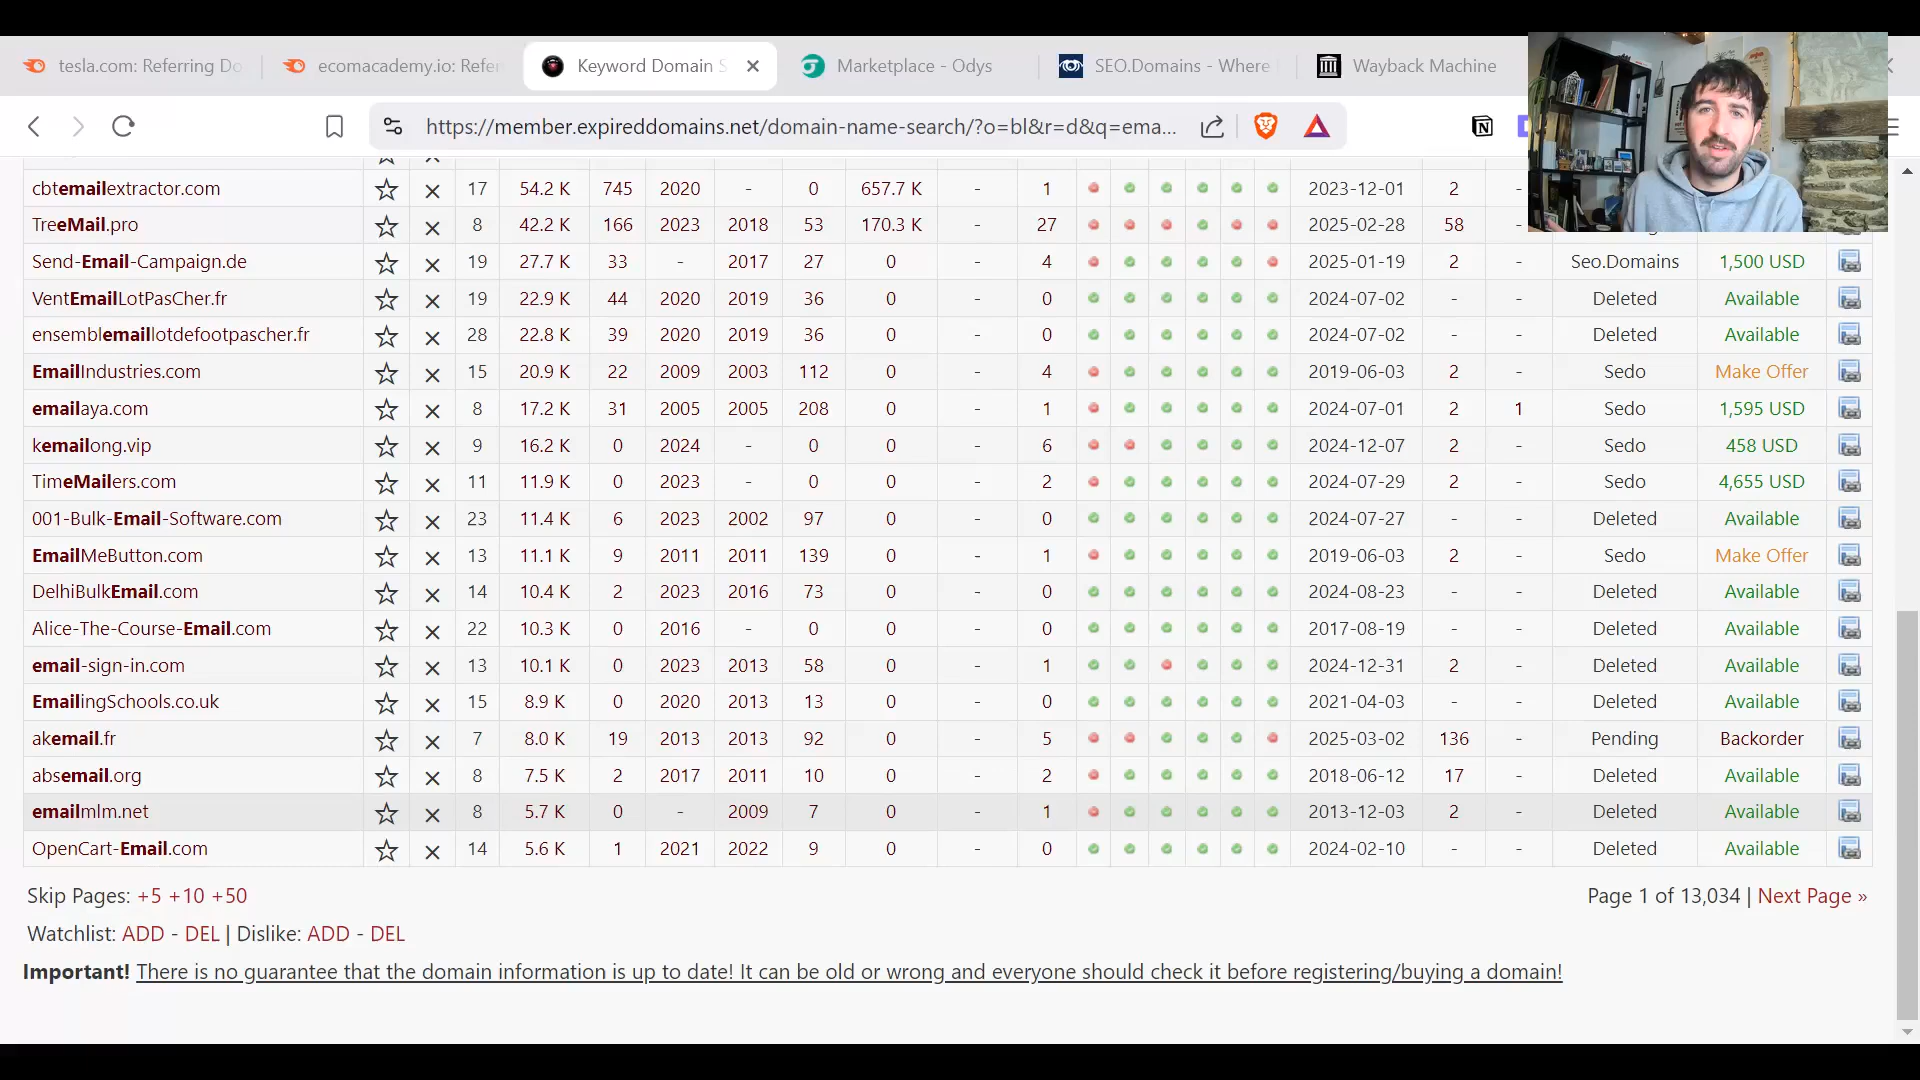 tesla.com: Referring Do
ecomacademy.io: Refer
Keyword Domain S
Marketplace - Odys
SEO.Domains - Where
Wayback Machine
https://member.expireddomains.net/domain-name-search/?o=bl&r=d&q=ema...
cbtemailextractor.com 17 54.2 K 745 2020 - 0 657.7 K - 1 2023-12-01 2 -
TreeMail.pro 8 42.2 K 166 2023 2018 53 170.3 K - 27 2025-02-28 58 -
Send-Email-Campaign.de 19 27.7 K 33 - 2017 27 0 - 4 2025-01-19 2 - Seo.Domains 1,500 USD
VentEmailLotPasCher.fr 19 22.9 K 44 2020 2019 36 0 - 0 2024-07-02 - - Deleted Available
ensemblemaillotdefootpascher.fr 28 22.8 K 39 2020 2019 36 0 - 0 2024-07-02 - - Deleted Available
EmailIndustries.com 15 20.9 K 22 2009 2003 112 0 - 4 2019-06-03 2 - Sedo Make Offer
emailaya.com 8 17.2 K 31 2005 2005 208 0 - 1 2024-07-01 2 1 Sedo 1,595 USD
kemailong.vip 9 16.2 K 0 2024 - 0 0 - 6 2024-12-07 2 - Sedo 458 USD
TimeMailers.com 11 11.9 K 0 2023 - 0 0 - 2 2024-07-29 2 - Sedo 4,655 USD
001-Bulk-Email-Software.com 23 11.4 K 6 2023 2002 97 0 - 0 2024-07-27 - - Deleted Available
EmailMeButton.com 13 11.1 K 9 2011 2011 139 0 - 1 2019-06-03 2 - Sedo Make Offer
DelhiBulkEmail.com 14 10.4 K 2 2023 2016 73 0 - 0 2024-08-23 - - Deleted Available
Alice-The-Course-Email.com 22 10.3 K 0 2016 - 0 0 - 0 2017-08-19 - - Deleted Available
email-sign-in.com 13 10.1 K 0 2023 2013 58 0 - 1 2024-12-31 2 - Deleted Available
EmailingSchools.co.uk 15 8.9 K 0 2020 2013 13 0 - 0 2021-04-03 - - Deleted Available
akemail.fr 7 8.0 K 19 2013 2013 92 0 - 5 2025-03-02 136 - Pending Backorder
absemail.org 8 7.5 K 2 2017 2011 10 0 - 2 2018-06-12 17 - Deleted Available
emailmlm.net 8 5.7 K 0 - 2009 7 0 - 1 2013-12-03 2 - Deleted Available
OpenCart-Email.com 14 5.6 K 1 2021 2022 9 0 - 0 2024-02-10 - - Deleted Available
Skip Pages: +5 +10 +50
Page 1 of 13,034 | Next Page »
Watchlist: ADD - DEL | Dislike: ADD - DEL
Important! There is no guarantee that the domain information is up to date! It can be old or wrong and everyone should check it before registering/buying a domain!